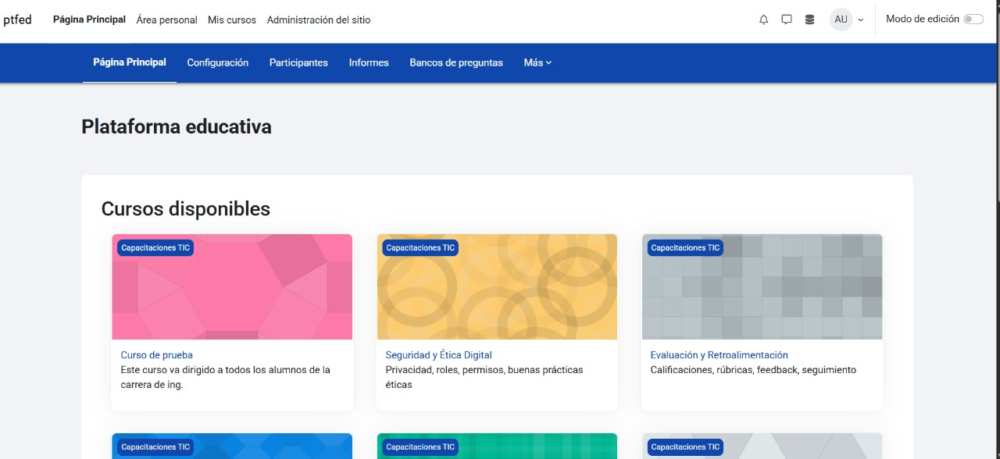 ptfed Página Principal Área personal Mis cursos Administración del sitio AU Modo de edición
Página Principal Configuración Participantes Informes Bancos de preguntas Más
Plataforma educativa
Cursos disponibles
Capacitaciones TIC
Curso de prueba
Este curso va dirigido a todos los alumnos de la
carrera de ing.
Capacitaciones TIC
Seguridad y Ética Digital
Privacidad, roles, permisos, buenas prácticas
éticas
Capacitaciones TIC
Evaluación y Retroalimentación
Calificaciones, rúbricas, feedback, seguimiento
Capacitaciones TIC
Capacitaciones TIC
Capacitaciones TIC